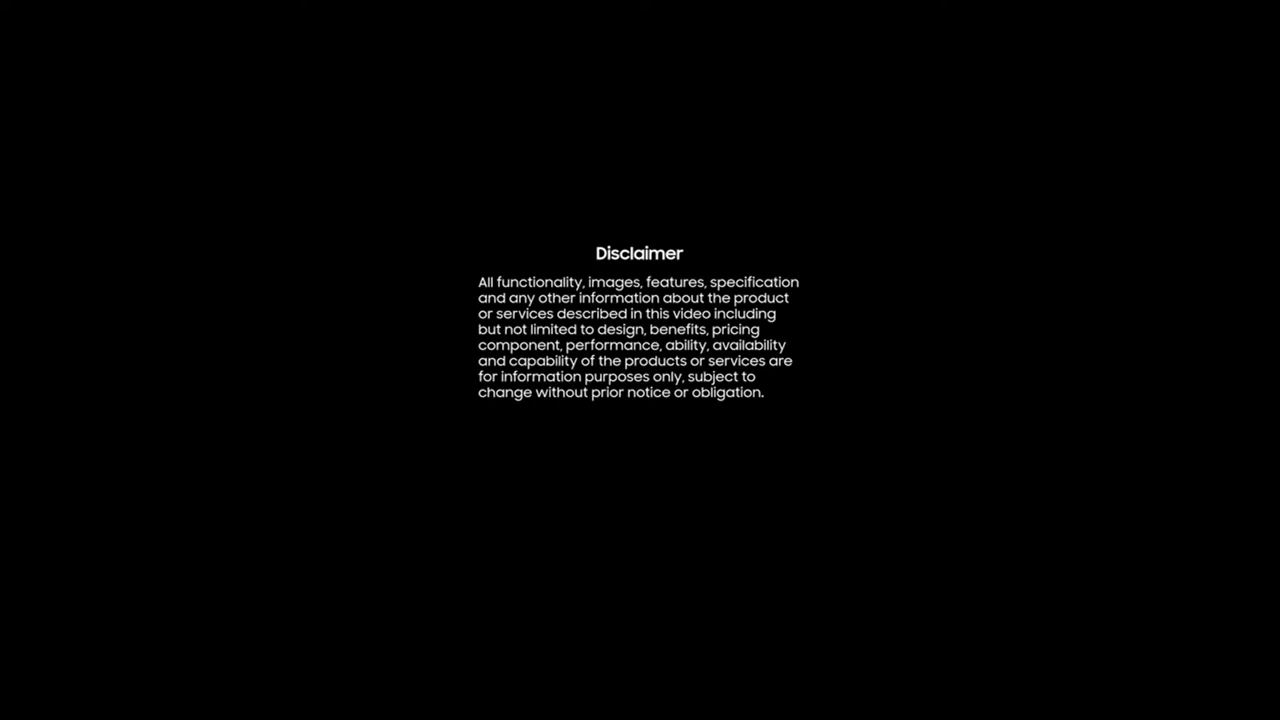 Disclaimer
All functionality, images, features, specification
and any other information about the product
or services described in this video including
but not limited to design, benefits, pricing
component, performance, ability, availability
and capability of the products or services are
for information purposes only, subject to
change without prior notice or obligation.